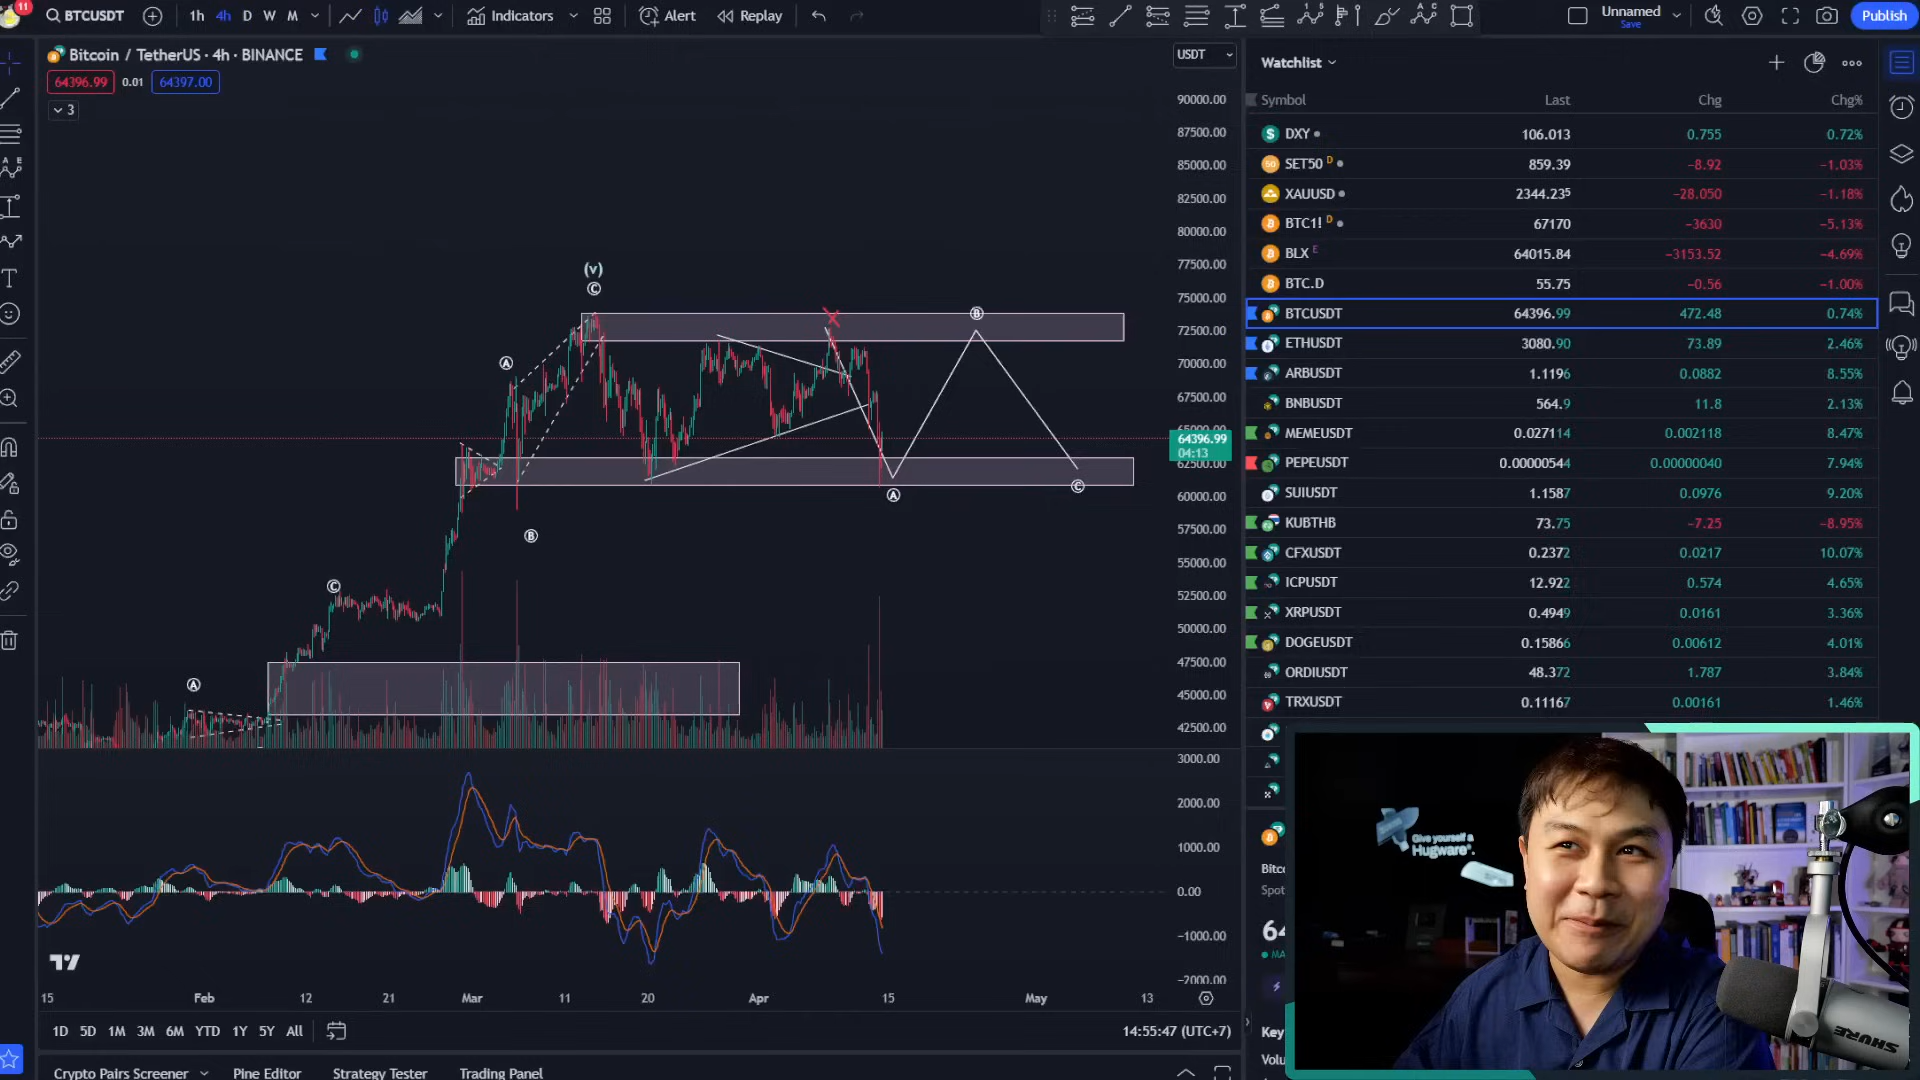 11
BTCUSDT
1h 4h D W M
Indicators
Alert
Replay
Unnamed
Save
Publish
Bitcoin / TetherUS · 4h · BINANCE
64396.99 0.01 64397.00
3
USDT
90000.00
87500.00
85000.00
82500.00
80000.00
77500.00
75000.00
72500.00
70000.00
67500.00
64396.99
04:13
62500.00
60000.00
57500.00
55000.00
52500.00
50000.00
47500.00
45000.00
42500.00
3000.00
2000.00
1000.00
0.00
−1000.00
−2000.00
(v)
C
A
B
C
A
B
A
C
15 Feb 12 21 Mar 11 20 Apr 15 May 13
1D 5D 1M 3M 6M YTD 1Y 5Y All
14:55:47 (UTC+7)
Crypto Pairs Screener Pine Editor Strategy Tester Trading Panel
Watchlist
Symbol Last Chg Chg%
DXY 106.013 0.755 0.72%
SET50 D 859.39 −8.92 −1.03%
XAUUSD 2344.235 −28.050 −1.18%
BTC1! D 67170 −3630 −5.13%
BLX E 64015.84 −3153.52 −4.69%
BTC.D 55.75 −0.56 −1.00%
BTCUSDT 64396.99 472.48 0.74%
ETHUSDT 3080.90 73.89 2.46%
ARBUSDT 1.1196 0.0882 8.55%
BNBUSDT 564.9 11.8 2.13%
MEMEUSDT 0.027114 0.002118 8.47%
PEPEUSDT 0.00000544 0.00000040 7.94%
SUIUSDT 1.1587 0.0976 9.20%
KUBTHB 73.75 −7.25 −8.95%
CFXUSDT 0.2372 0.0217 10.07%
ICPUSDT 12.922 0.574 4.65%
XRPUSDT 0.4949 0.0161 3.36%
DOGEUSDT 0.15866 0.00612 4.01%
ORDIUSDT 48.372 1.787 3.84%
TRXUSDT 0.11167 0.00161 1.46%
Bitc
Spot
64
MA
Key
Volu
Give yourself a
Hugware.
SHURE